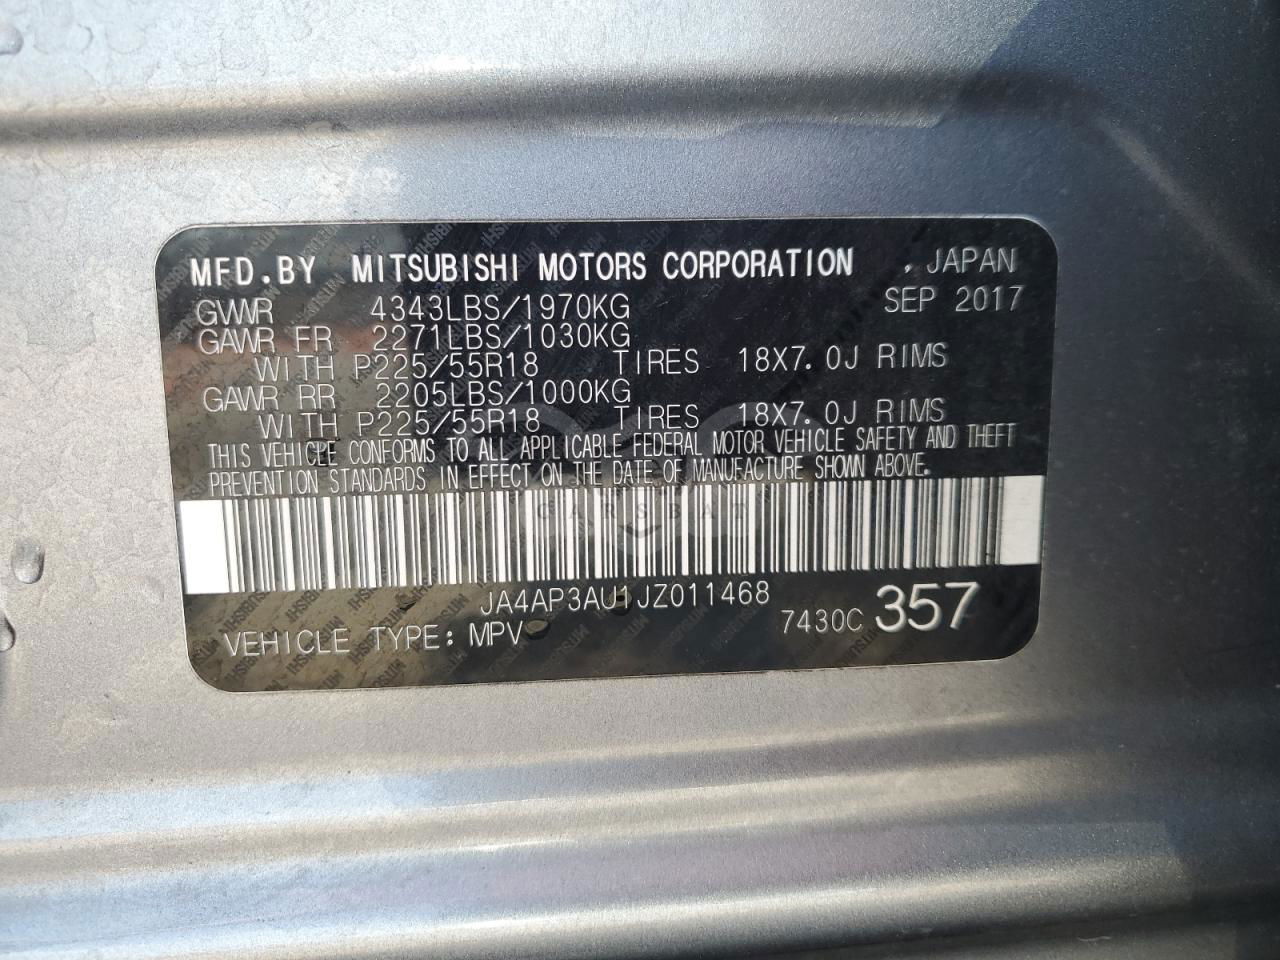 MFD.BY MITSUBISHI MOTORS CORPORATION , JAPAN
GVWR 4343LBS/1970KG SEP 2017
GAWR FR 2271LBS/1030KG
WITH P225/55R18 TIRES 18X7.0J RIMS
GAWR RR 2205LBS/1000KG
WITH P225/55R18 TIRES 18X7.0J RIMS
THIS VEHICLE CONFORMS TO ALL APPLICABLE FEDERAL MOTOR VEHICLE SAFETY AND THEFT
PREVENTION STANDARDS IN EFFECT ON THE DATE OF MANUFACTURE SHOWN ABOVE.
CARSBAT
JA4AP3AU1JZ011468
VEHICLE TYPE: MPV 7430C 357